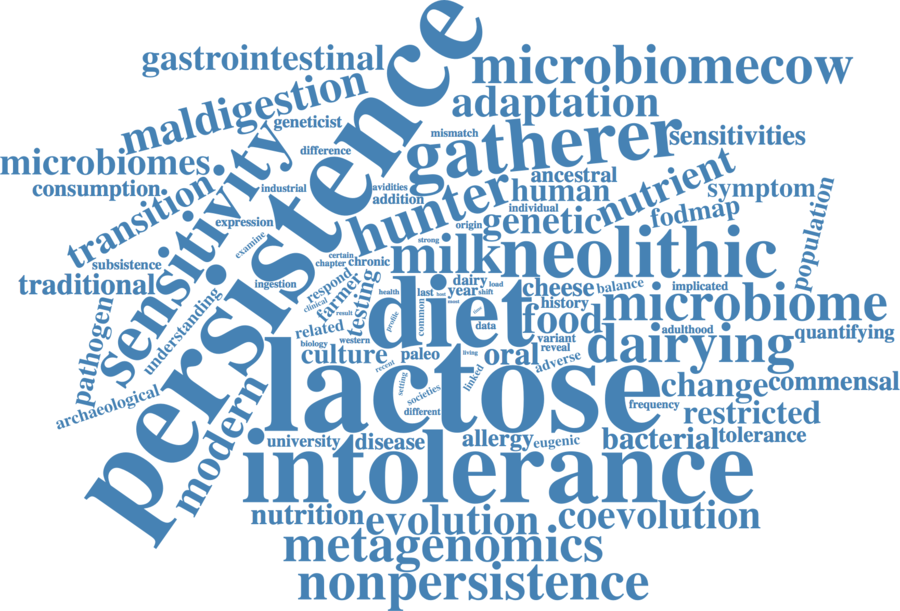 gastrointestinal
microbiomecow
maldigestion
adaptation
persistence
geneticist
mismatch
gatherer
sensitivities
microbiomes
difference
ancestral
consumption
industrial
avidities
human
nutrient
symptom
addition
transition
sensitivity
hunter
individual
fodmap
population
expression
origin
genetic
examine
strong
subsistence
certain
chapter
chronic
milk
neolithic
traditional
ingestion
respond
testing
dairy
load
cheese
balance
implicated
health
last
host
year
shift
farmer
clinical
most
history
microbiome
pathogen
understanding
result
profile
common
diet
data
food
adulthood
quantifying
related
biology
western
variant
reveal
dairying
culture
paleo
living
oral
adverse
recent
linked
lactose
setting
societies
change
commensal
archaeological
different
frequency
restricted
modern
university
disease
allergy
eugenic
bacterial
tolerance
intolerance
nutrition
evolution
coevolution
metagenomics
nonpersistence